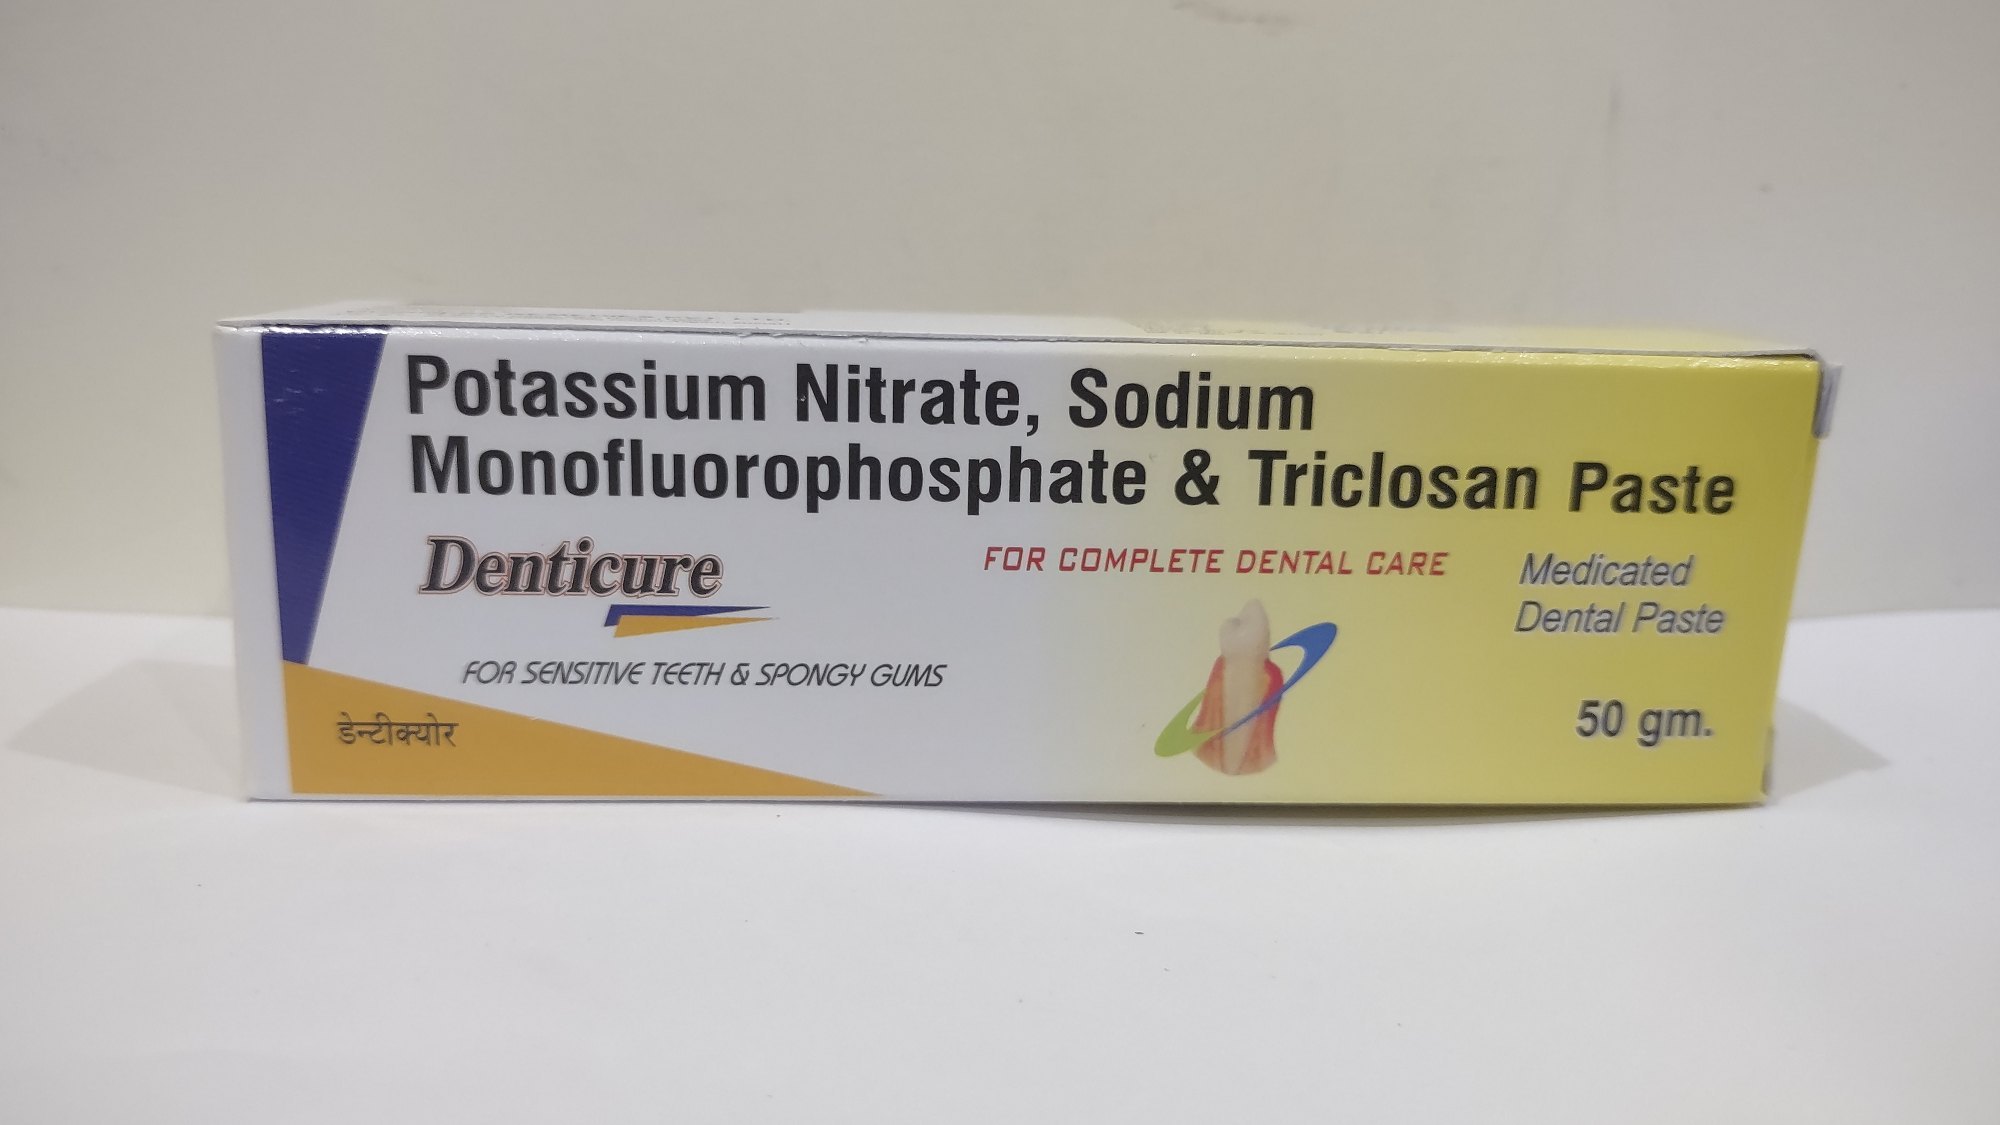 Potassium Nitrate, Sodium
Monofluorophosphate & Triclosan Paste
Denticure
FOR COMPLETE DENTAL CARE
Medicated
Dental Paste
FOR SENSITIVE TEETH & SPONGY GUMS
डेन्टीक्योर
50 gm.